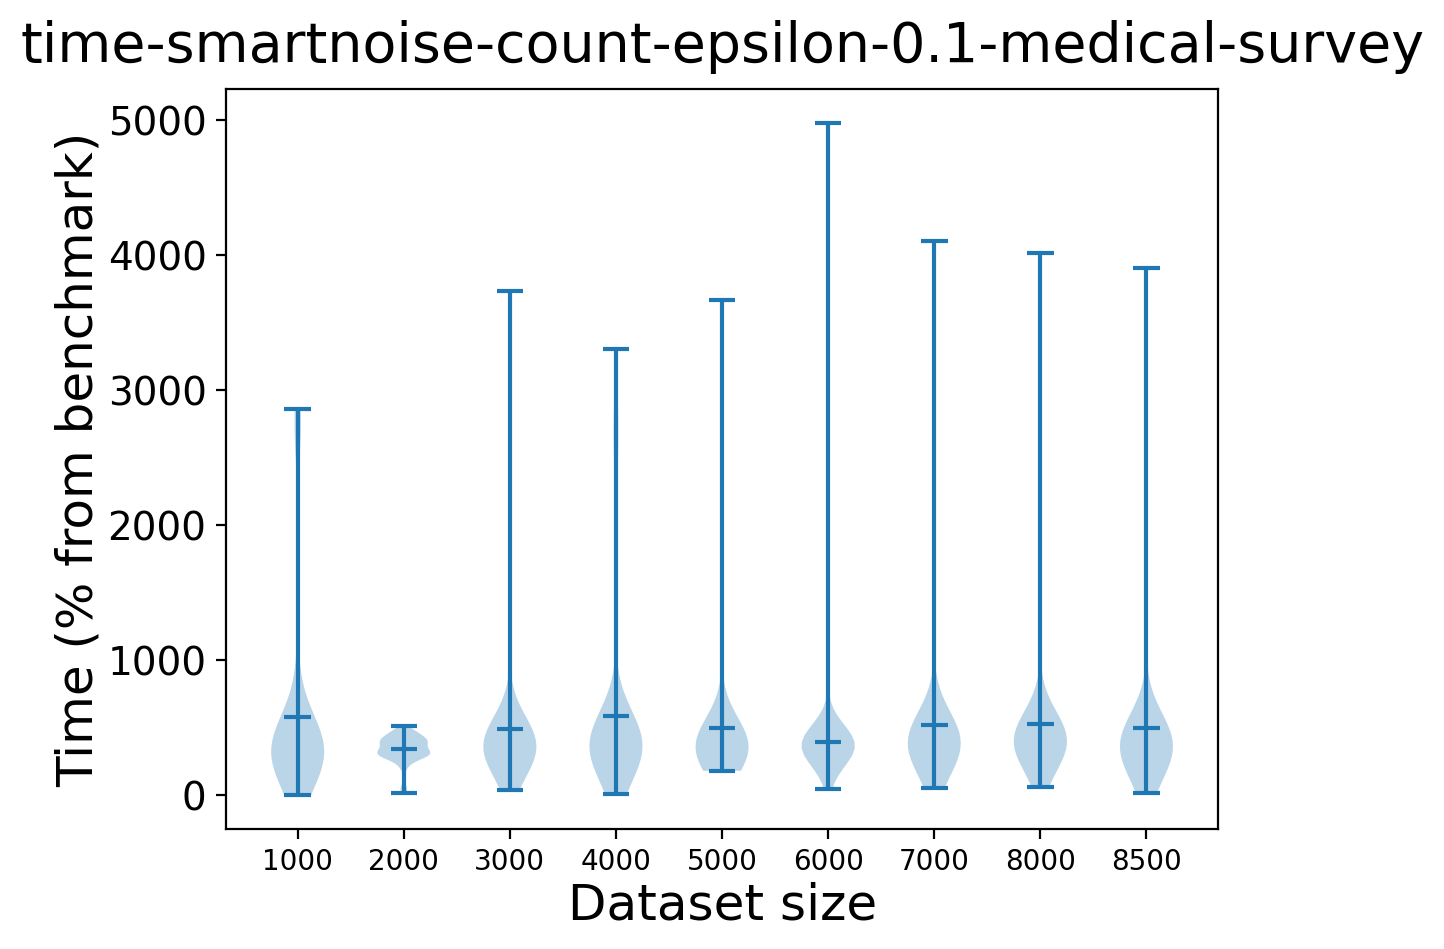 time-smartnoise-count-epsilon-0.1-medical-survey
Time (% from benchmark)
5000
4000
3000
2000
1000
0
1000 2000 3000 4000 5000 6000 7000 8000 8500
Dataset size